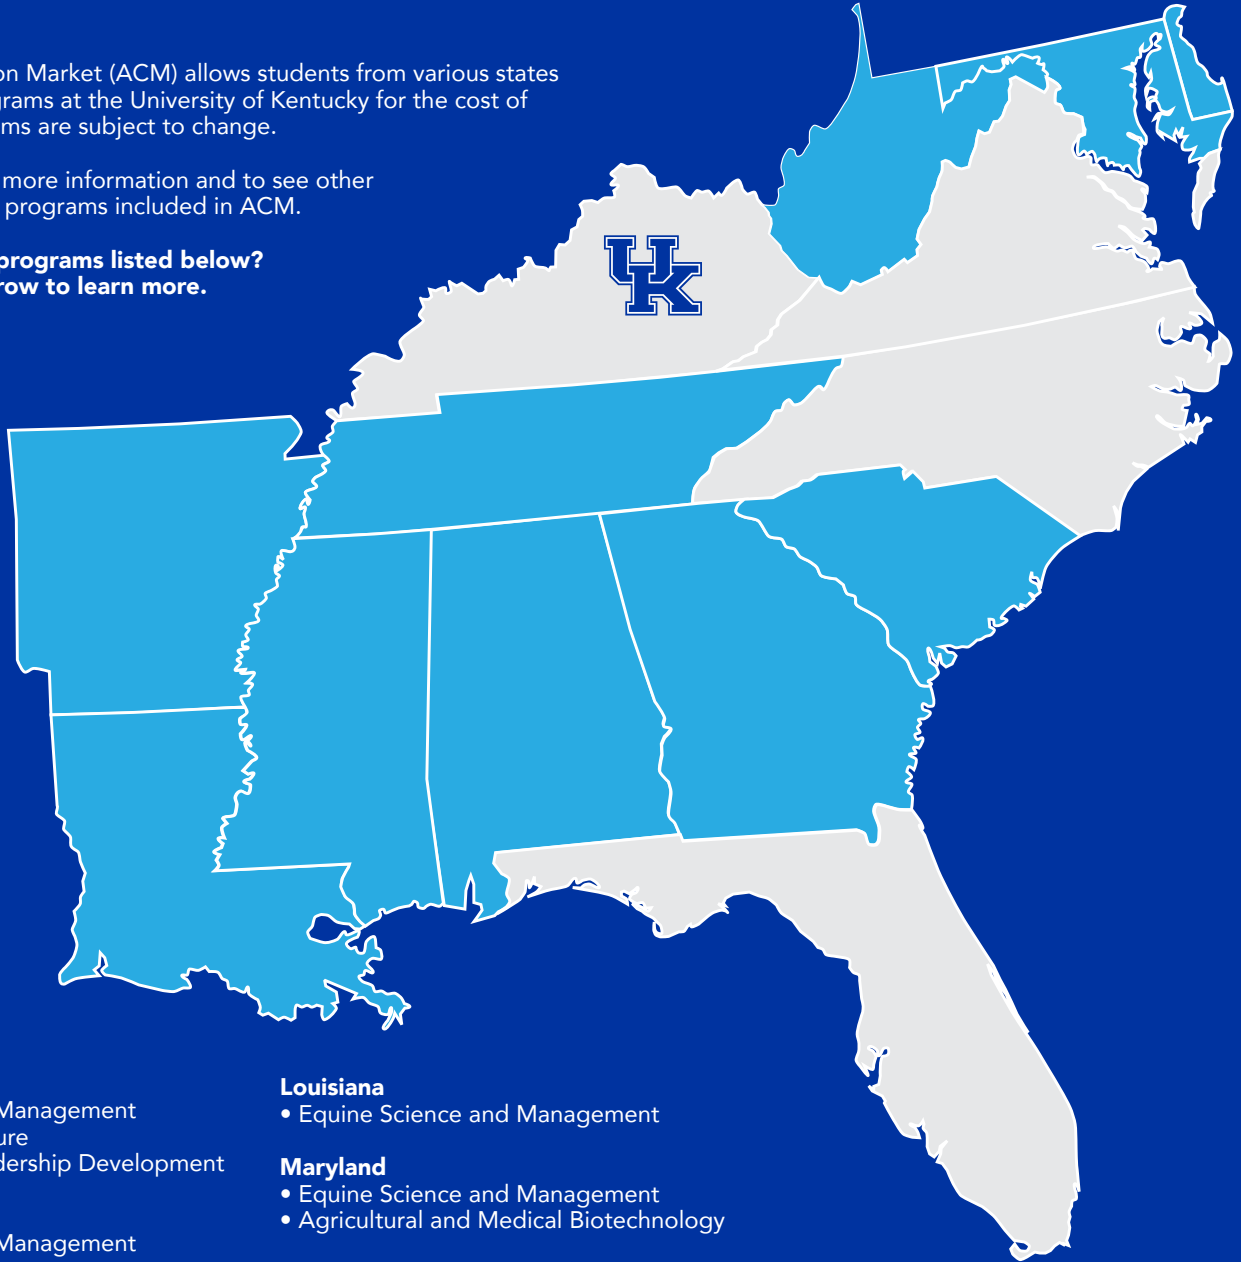 on Market (ACM) allows students from various states
grams at the University of Kentucky for the cost of
ms are subject to change.
more information and to see other
programs included in ACM.
programs listed below?
row to learn more.
UK
Management
ure
dership Development
Management
Louisiana
• Equine Science and Management
Maryland
• Equine Science and Management
• Agricultural and Medical Biotechnology